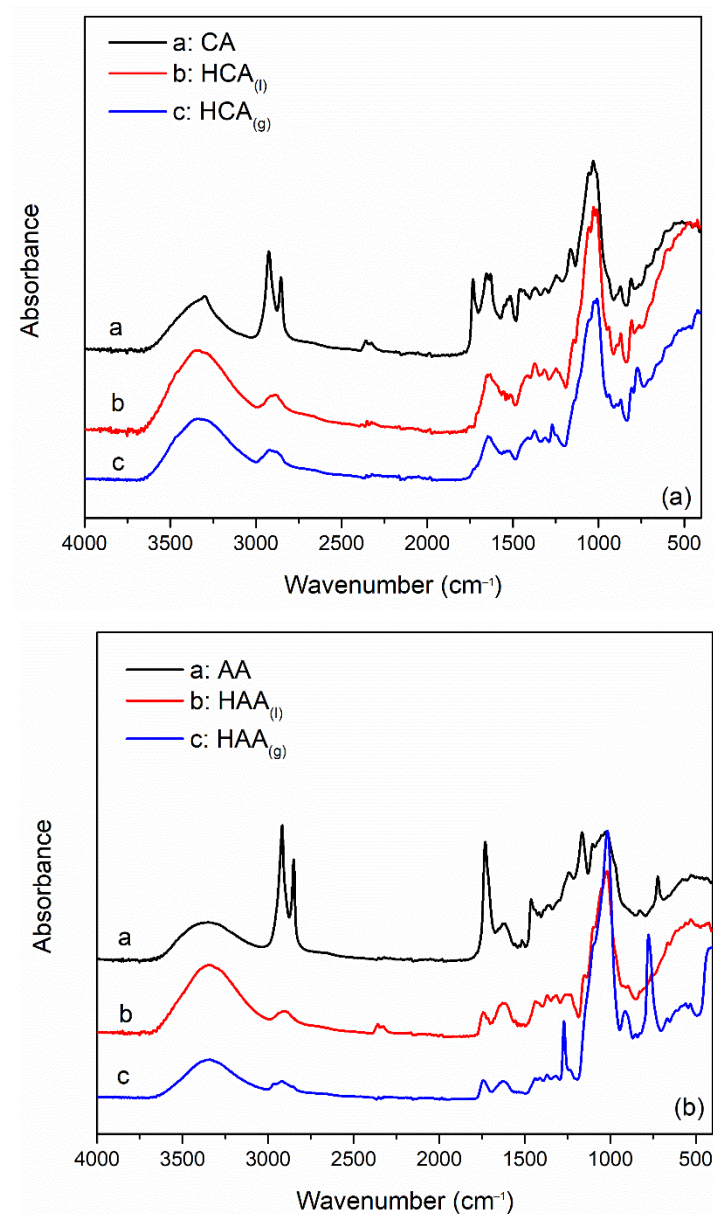 a: CA
b: HCA(l)
c: HCA(g)
Absorbance
a
b
c
(a)
4000 3500 3000 2500 2000 1500 1000 500
Wavenumber (cm⁻¹)
a: AA
b: HAA(l)
c: HAA(g)
Absorbance
a
b
c
(b)
4000 3500 3000 2500 2000 1500 1000 500
Wavenumber (cm⁻¹)